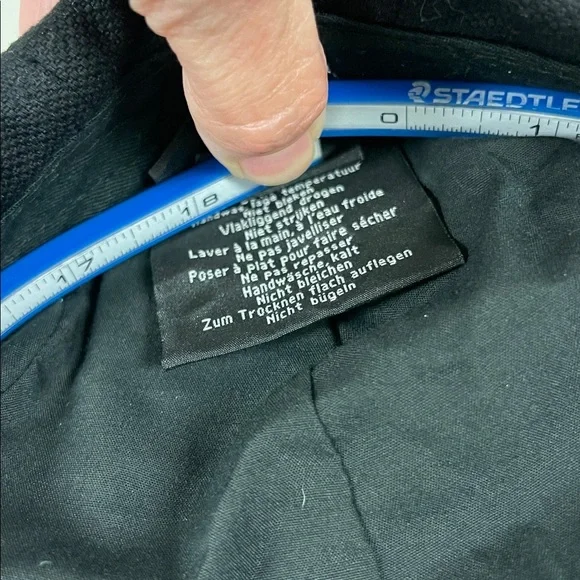 STAEDTLE
0 1
18
17
Handwas lage temperatuur
Niet bleken
Vlakliggend drogen
Niet strijken
Laver à la main, à l'eau froide
Ne pas javelliser
Poser à plat pour faire sécher
Ne pas repasser
Handwäsche, kalt
Nicht bleichen
Zum Trocknen flach auflegen
Nicht bügeln